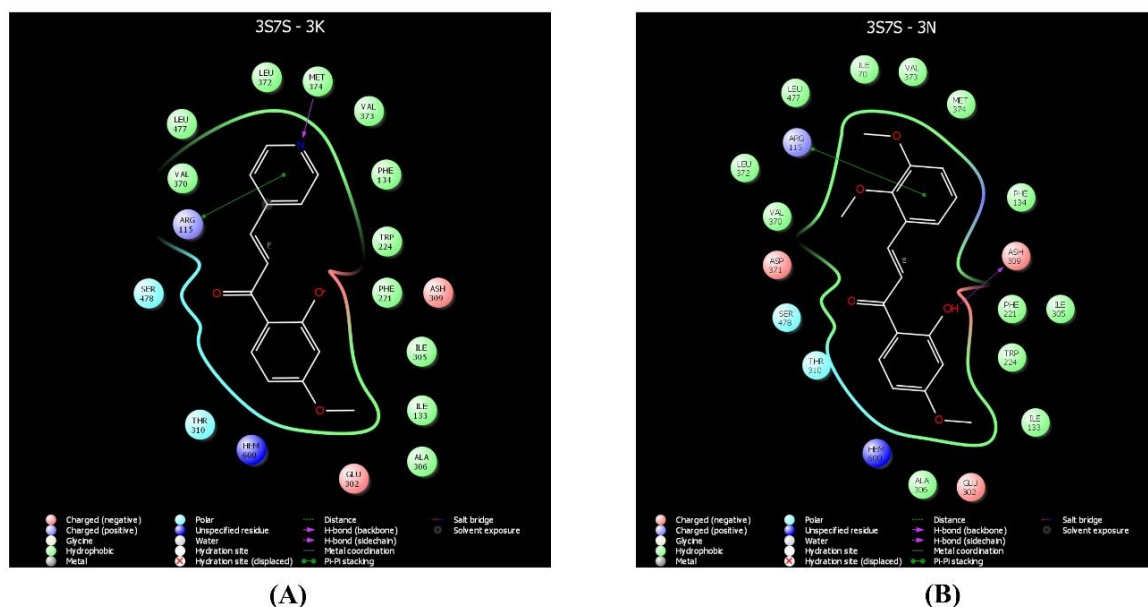 3S7S - 3K
LEU
372
MET
374
VAL
373
LEU
477
N
VAL
370
PHE
134
ARG
115
TRP
224
E
SER
478
O
O-
PHE
221
ASH
309
ILE
305
O
ILE
133
THR
310
HEM
600
GLU
302
ALA
306
Charged (negative)
Charged (positive)
Glycine
Hydrophobic
Metal
Polar
Unspecified residue
Water
Hydration site
Hydration site (displaced)
Distance
H-bond (backbone)
H-bond (sidechain)
Metal coordination
Pi-Pi stacking
Salt bridge
Solvent exposure
(A)
3S7S - 3N
ILE
70
VAL
373
LEU
477
MET
374
ARG
115
O
LEU
372
O
PHE
134
VAL
370
ASP
371
E
ASH
309
SER
478
O
OH
PHE
221
ILE
305
THR
310
TRP
224
O
ILE
133
HEM
600
ALA
306
GLU
302
Charged (negative)
Charged (positive)
Glycine
Hydrophobic
Metal
Polar
Unspecified residue
Water
Hydration site
Hydration site (displaced)
Distance
H-bond (backbone)
H-bond (sidechain)
Metal coordination
Pi-Pi stacking
Salt bridge
Solvent exposure
(B)